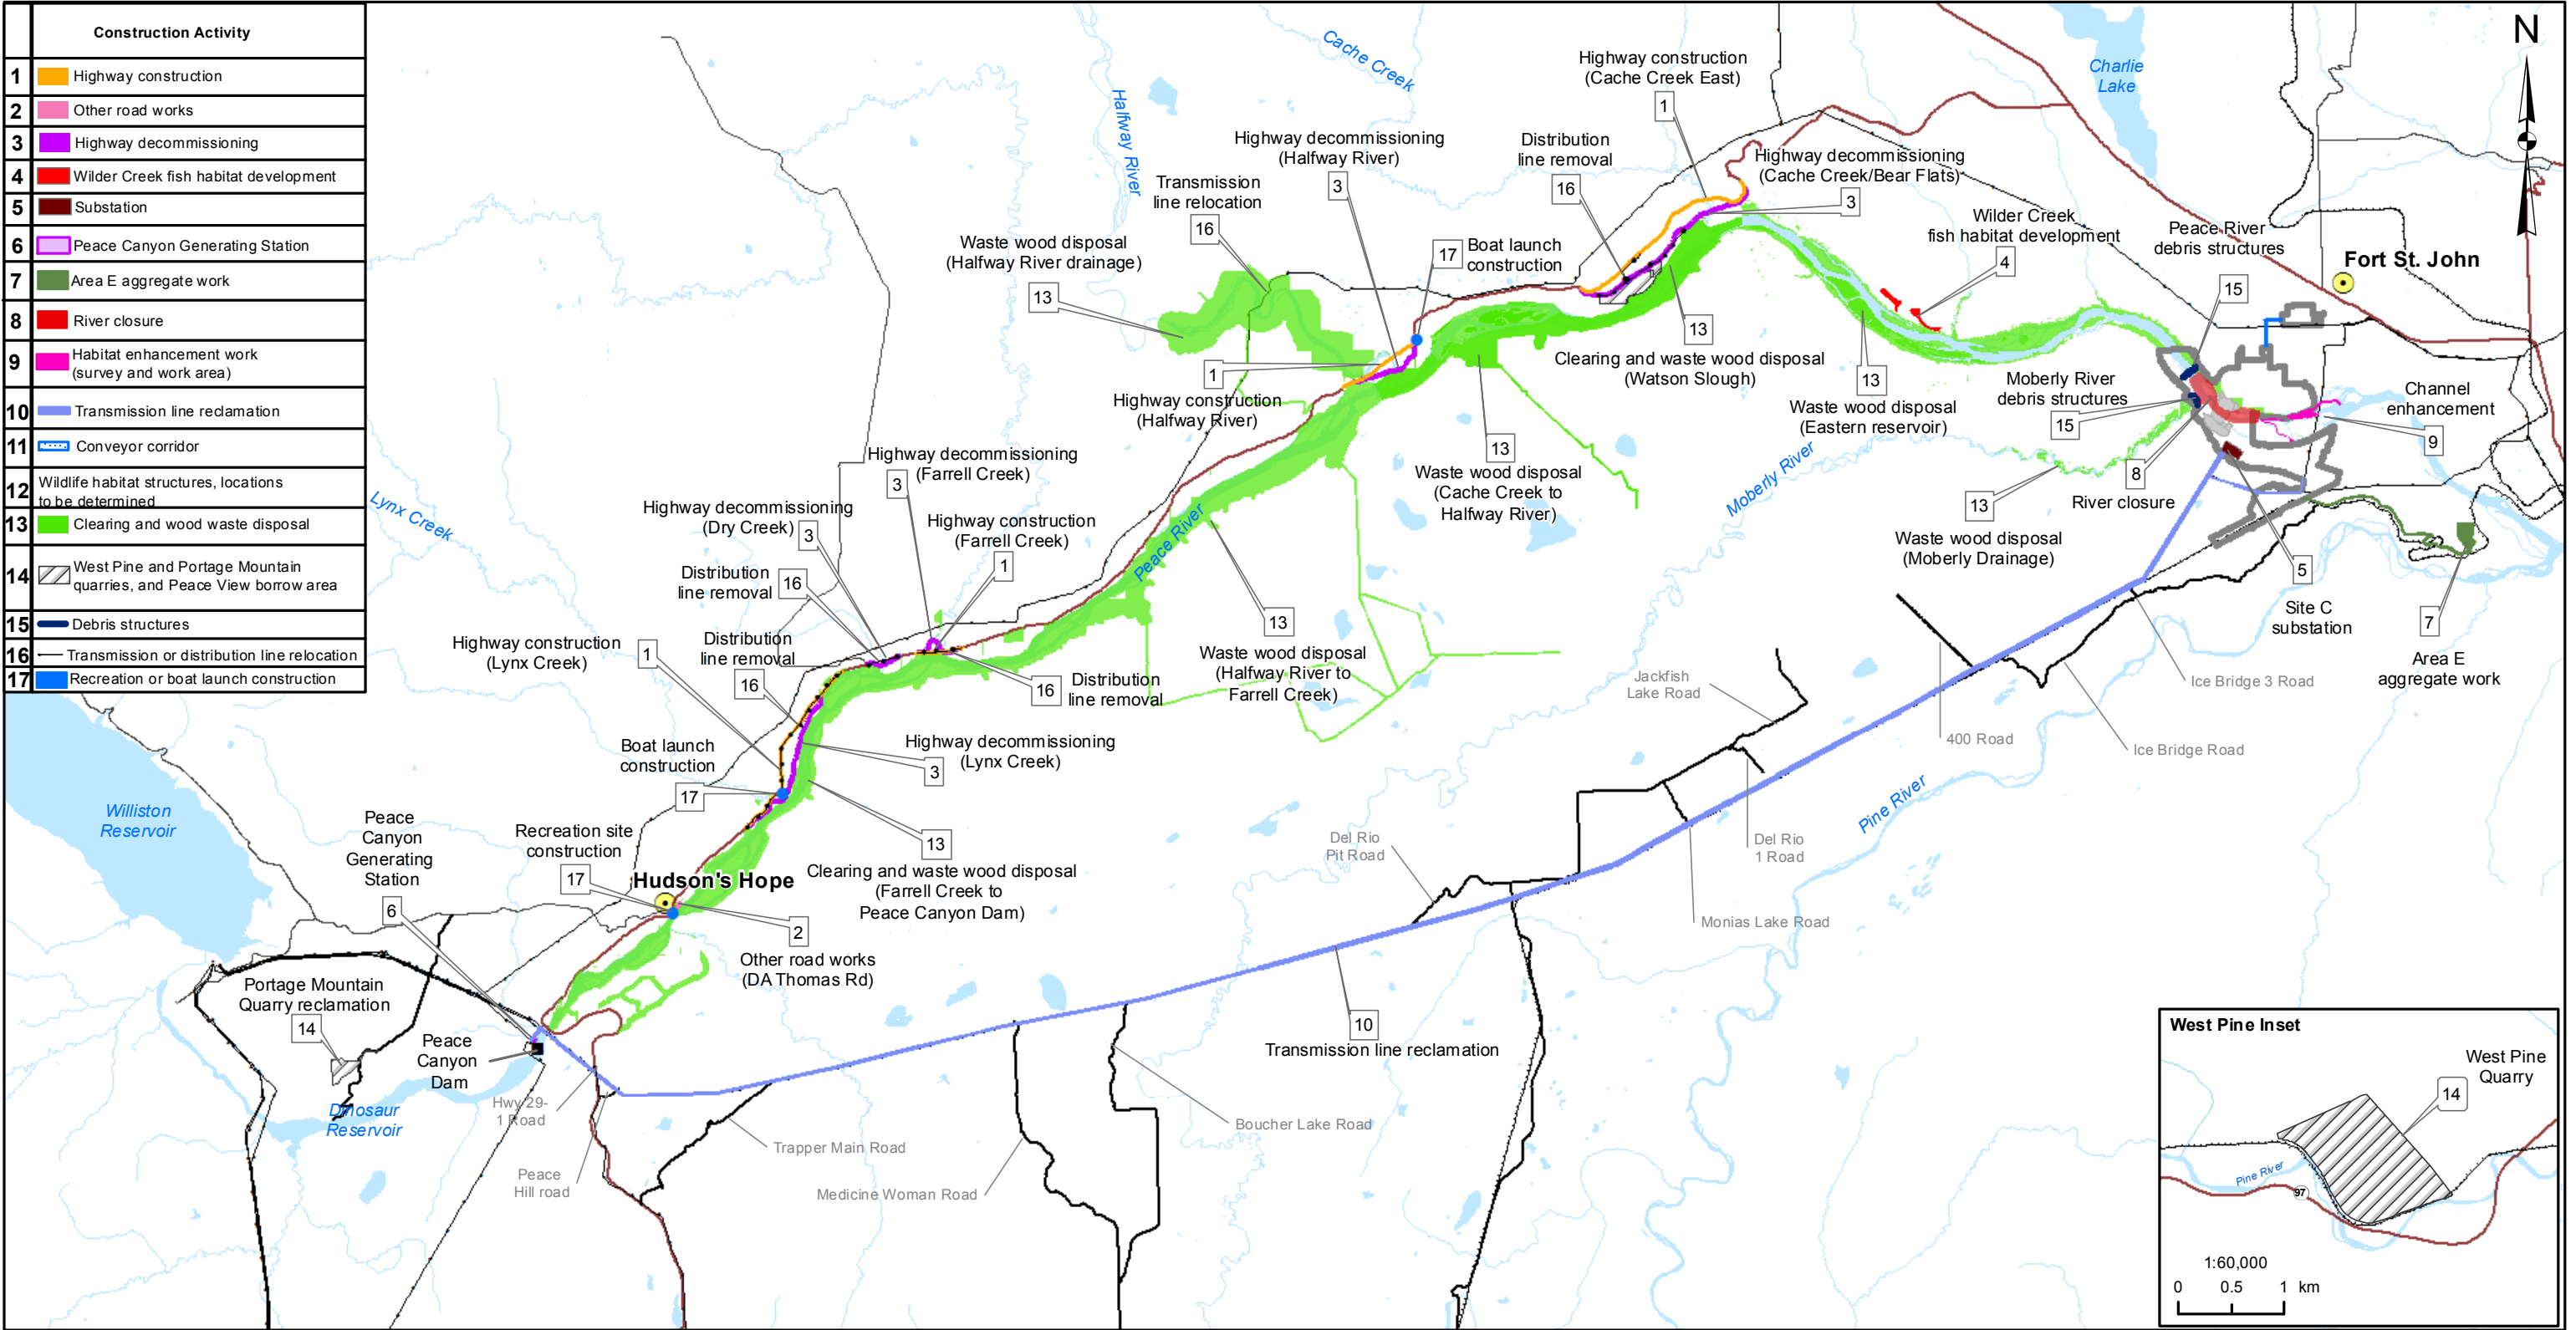 Construction Activity
1 Highway construction
2 Other road works
3 Highway decommissioning
4 Wilder Creek fish habitat development
5 Substation
6 Peace Canyon Generating Station
7 Area E aggregate work
8 River closure
9 Habitat enhancement work
(survey and work area)
10 Transmission line reclamation
11 Conveyor corridor
12 Wildlife habitat structures, locations
to be determined
13 Clearing and wood waste disposal
14 West Pine and Portage Mountain
quarries, and Peace View borrow area
15 Debris structures
16 Transmission or distribution line relocation
17 Recreation or boat launch construction
N
Cache Creek
Halfway River
Charlie
Lake
Highway construction
(Cache Creek East)
1
Highway decommissioning
(Halfway River)
3
Distribution
line removal
16
Highway decommissioning
(Cache Creek/Bear Flats)
3
Transmission
line relocation
16
Waste wood disposal
(Halfway River drainage)
13
17
Boat launch
construction
Wilder Creek
fish habitat development
4
Peace River
debris structures
15
Fort St. John
13
Clearing and waste wood disposal
(Watson Slough)
1
Highway construction
(Halfway River)
13
Waste wood disposal
(Eastern reservoir)
Moberly River
debris structures
15
Channel
enhancement
9
13
Waste wood disposal
(Cache Creek to
Halfway River)
Moberly River
8
River closure
13
Waste wood disposal
(Moberly Drainage)
5
Site C
substation
7
Area E
aggregate work
Lynx Creek
Highway decommissioning
(Farrell Creek)
3
Highway decommissioning
(Dry Creek)
3
Highway construction
(Farrell Creek)
1
Peace River
Distribution
line removal
16
Highway construction
(Lynx Creek)
1
Distribution
line removal
16
13
Waste wood disposal
(Halfway River to
Farrell Creek)
16
Distribution
line removal
Jackfish
Lake Road
Ice Bridge 3 Road
400 Road
Ice Bridge Road
Highway decommissioning
(Lynx Creek)
3
Boat launch
construction
17
Williston
Reservoir
Peace
Canyon
Generating
Station
6
Recreation site
construction
17
Hudson's Hope
13
Clearing and waste wood disposal
(Farrell Creek to
Peace Canyon Dam)
2
Other road works
(DA Thomas Rd)
Del Rio
Pit Road
Del Rio
1 Road
Pine River
Monias Lake Road
Portage Mountain
Quarry reclamation
14
Peace
Canyon
Dam
Dinosaur
Reservoir
10
Transmission line reclamation
Hwy 29-
1 Road
Peace
Hill road
Trapper Main Road
Medicine Woman Road
Boucher Lake Road
West Pine Inset
West Pine
Quarry
14
Pine River
97
1:60,000
0 0.5 1 km